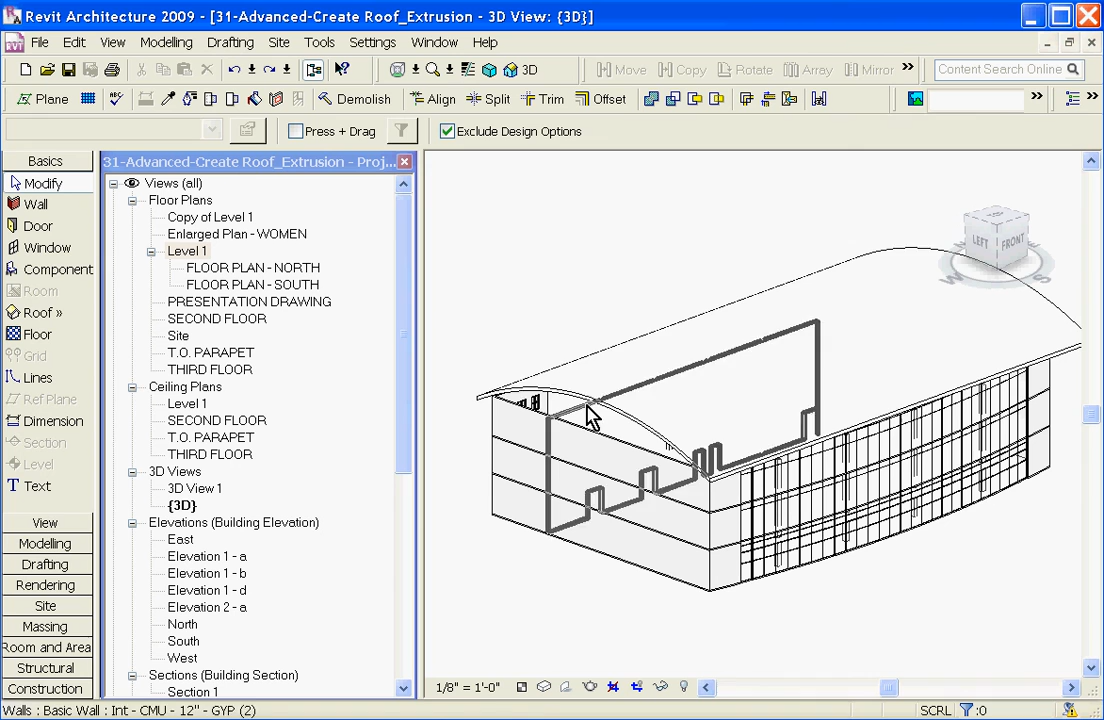 Revit Architecture 2009 - [31-Advanced-Create Roof_Extrusion - 3D View: {3D}]
File Edit View Modelling Drafting Site Tools Settings Window Help
3D Move Copy Rotate Array Mirror » Content Search Online
Plane Demolish Align Split Trim Offset » »
Press + Drag Exclude Design Options
Basics
Modify
Wall
Door
Window
Component
Room
Roof »
Floor
Grid
Lines
Ref Plane
Dimension
Section
Level
Text
View
Modelling
Drafting
Rendering
Site
Massing
Room and Area
Structural
Construction
31-Advanced-Create Roof_Extrusion - Proj...
Views (all)
Floor Plans
Copy of Level 1
Enlarged Plan - WOMEN
Level 1
FLOOR PLAN - NORTH
FLOOR PLAN - SOUTH
PRESENTATION DRAWING
SECOND FLOOR
Site
T.O. PARAPET
THIRD FLOOR
Ceiling Plans
Level 1
SECOND FLOOR
T.O. PARAPET
THIRD FLOOR
3D Views
3D View 1
{3D}
Elevations (Building Elevation)
East
Elevation 1 - a
Elevation 1 - b
Elevation 1 - d
Elevation 2 - a
North
South
West
Sections (Building Section)
Section 1
LEFT FRONT
W S
1/8" = 1'-0"
Walls : Basic Wall : Int - CMU - 12" - GYP (2) SCRL :0